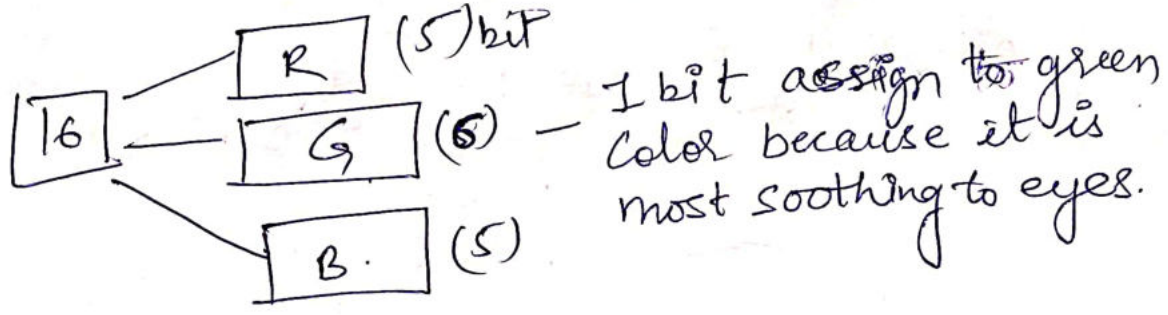 R (5) bit
16
G (6) – 1 bit assign to green
color because it is
most soothing to eyes.
B. (5)